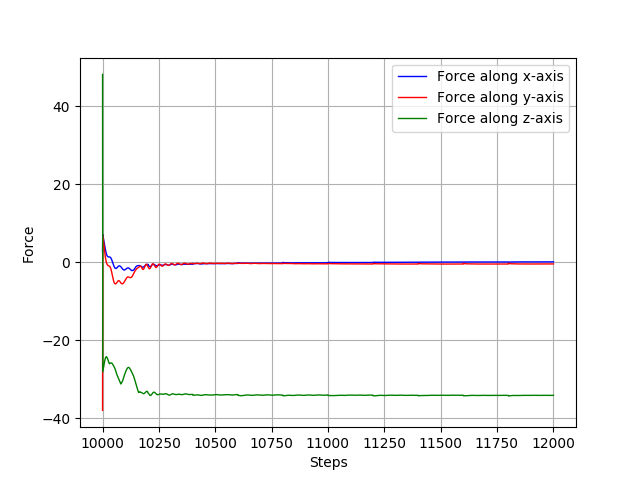 Force along x-axis
Force along y-axis
Force along z-axis
40
20
0
−20
−40
Force
10000 10250 10500 10750 11000 11250 11500 11750 12000
Steps